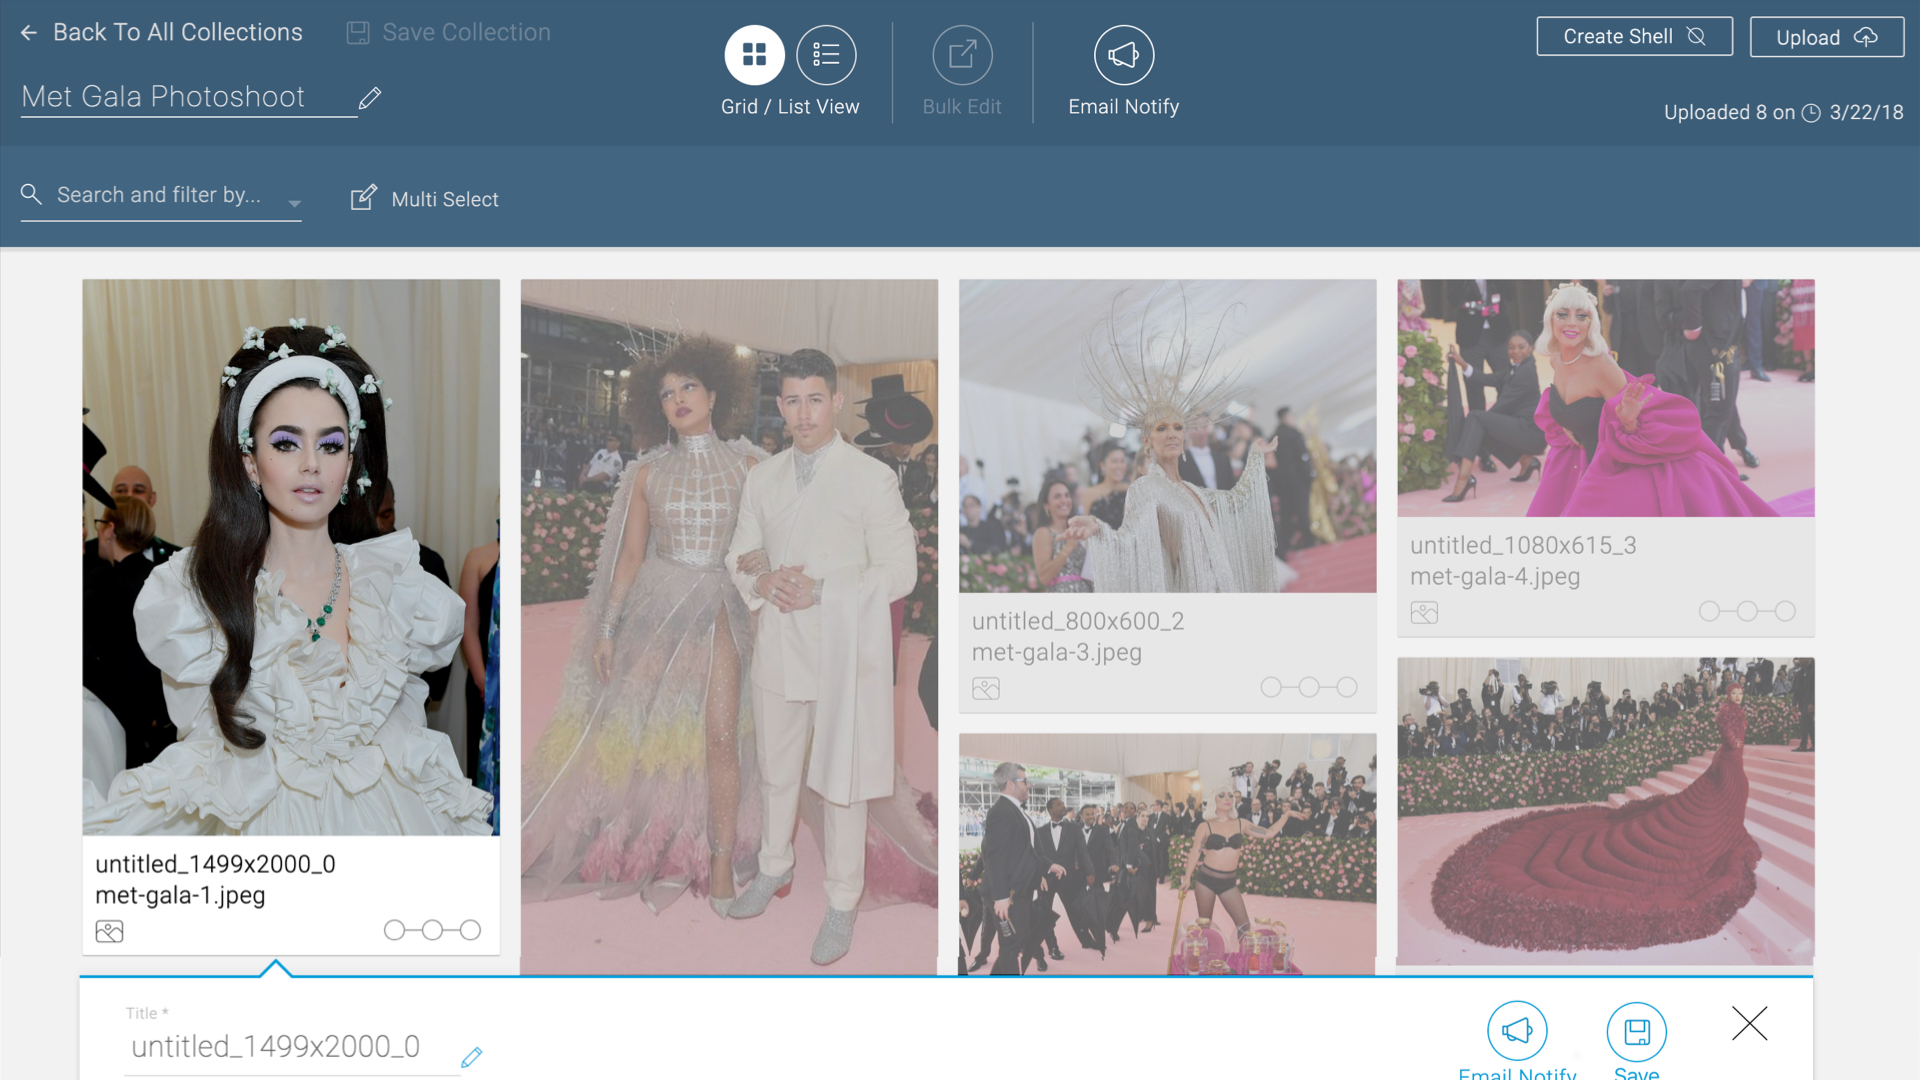 Back To All Collections
Save Collection
Met Gala Photoshoot
Grid / List View
Bulk Edit
Email Notify
Create Shell
Upload
Uploaded 8 on 3/22/18
Search and filter by...
Multi Select
untitled_1499x2000_0
met-gala-1.jpeg
untitled_800x600_2
met-gala-3.jpeg
untitled_1080x615_3
met-gala-4.jpeg
Title *
untitled_1499x2000_0
Email Notify
Save